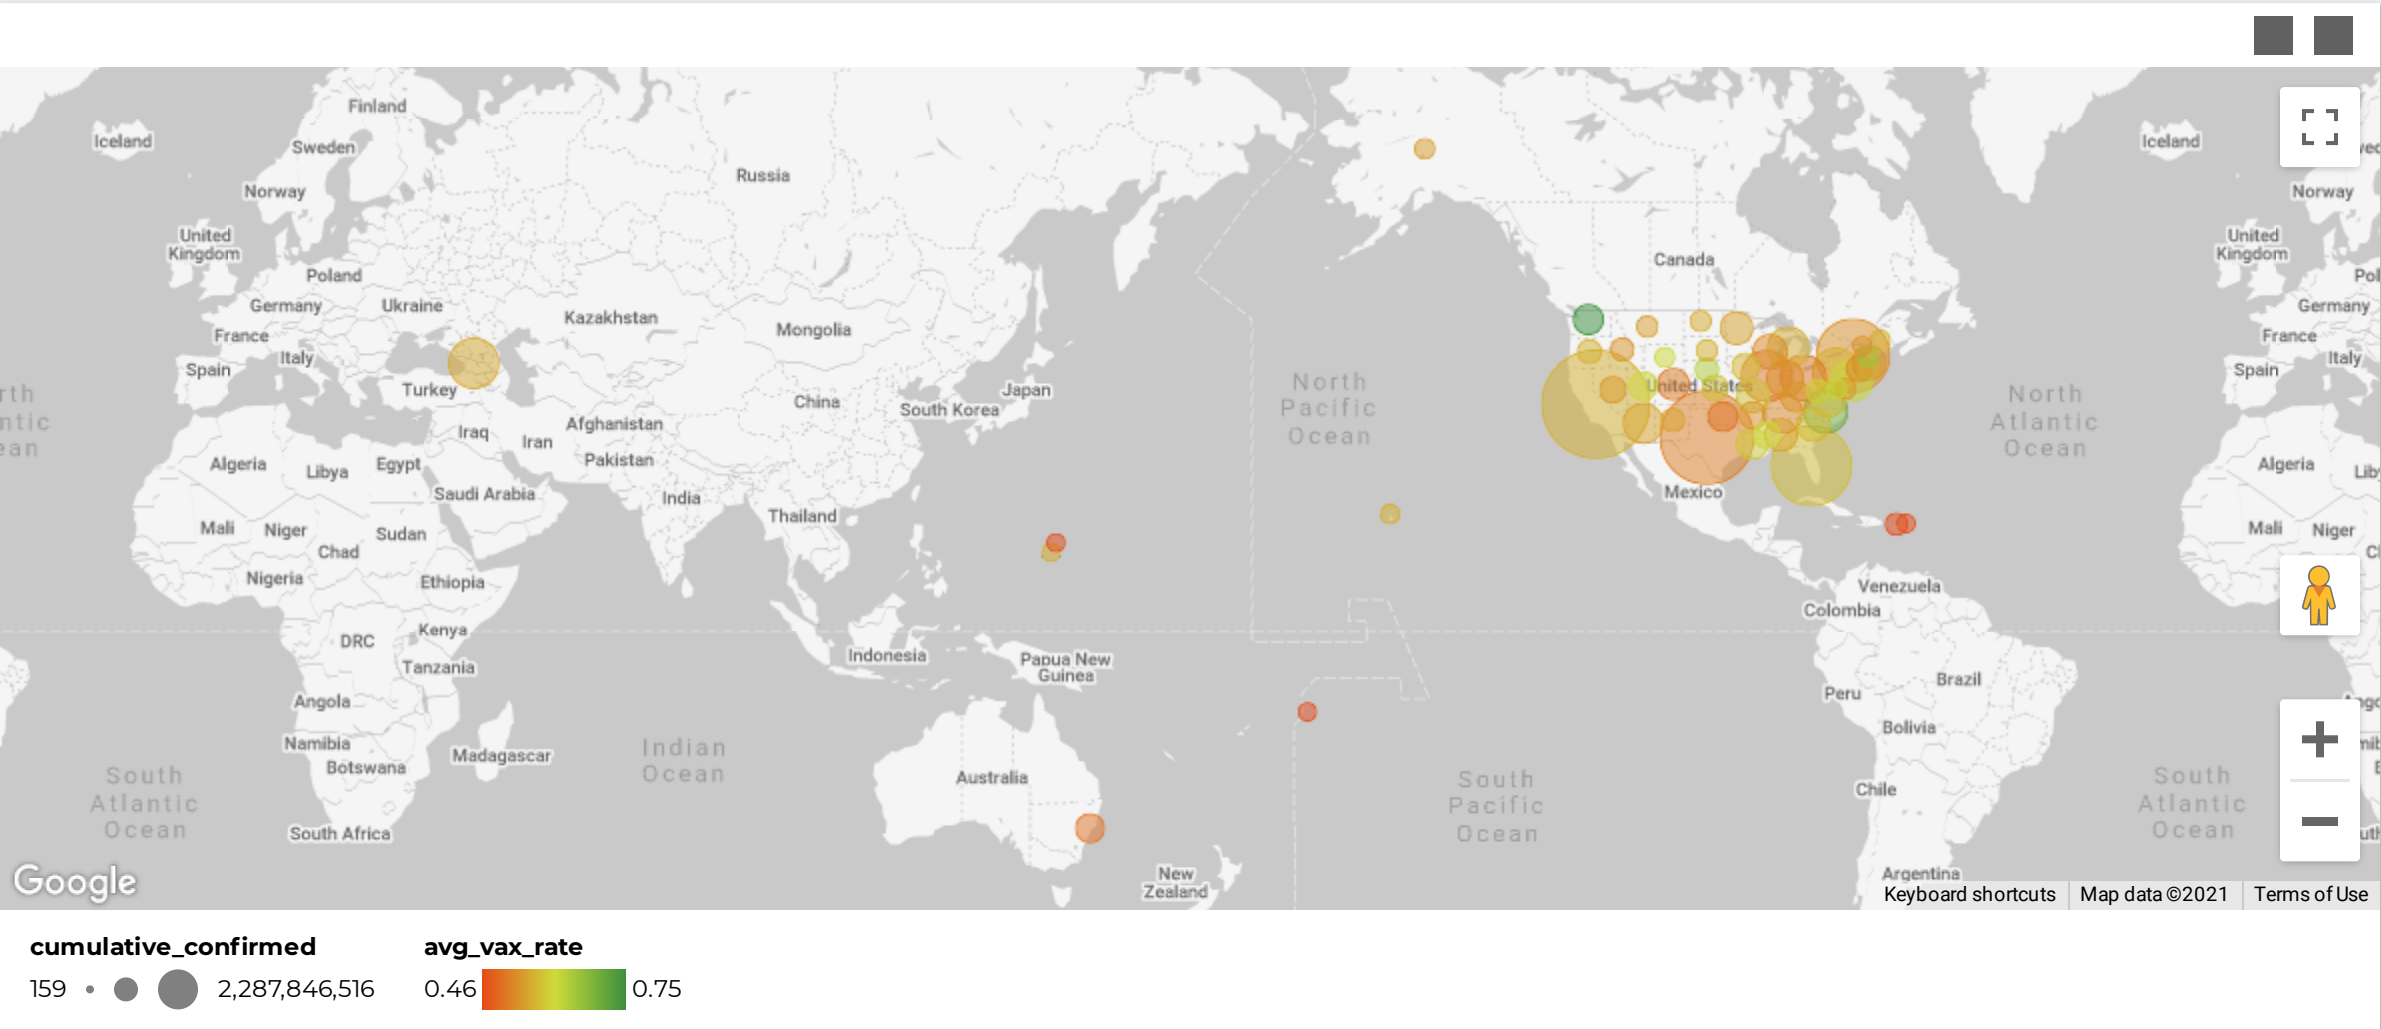 Finland
Iceland
Iceland
Sweden
Russia
Norway
Norway
United
Kingdom
United
Kingdom
Canada
Poland
Germany
Ukraine
Germany
Kazakhstan
Mongolia
France
France
Italy
Italy
Spain
Spain
Turkey
United States
Japan
China
South Korea
North
Pacific
Ocean
North
Atlantic
Ocean
Afghanistan
Iraq
Iran
Pakistan
Algeria
Libya
Egypt
Algeria
Saudi Arabia
India
Mexico
Thailand
Mali
Niger
Sudan
Mali
Niger
Chad
Nigeria
Ethiopia
Venezuela
Colombia
Kenya
DRC
Indonesia
Papua New
Guinea
Tanzania
Brazil
Peru
Angola
Bolivia
Namibia
Botswana
Madagascar
Indian
Ocean
South
Atlantic
Ocean
Australia
South
Pacific
Ocean
Chile
South
Atlantic
Ocean
South Africa
New
Zealand
Argentina
Google
Keyboard shortcuts
Map data ©2021
Terms of Use
cumulative_confirmed
avg_vax_rate
159
2,287,846,516
0.46
0.75